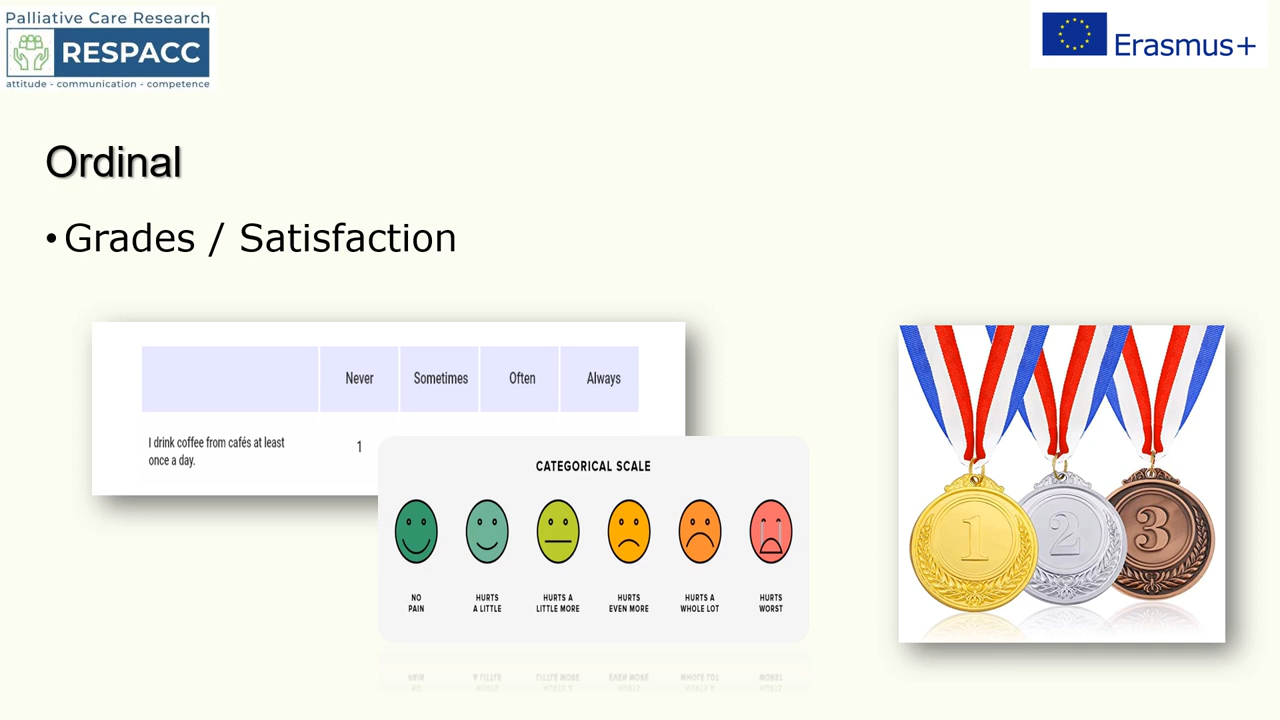 Palliative Care Research
RESPACC
attitude - communication - competence
Erasmus+
Ordinal
• Grades / Satisfaction
Never Sometimes Often Always
I drink coffee from cafés at least
once a day.
1
CATEGORICAL SCALE
NO
PAIN
HURTS
A LITTLE
HURTS A
LITTLE MORE
HURTS
EVEN MORE
HURTS A
WHOLE LOT
HURTS
WORST
1
2
3